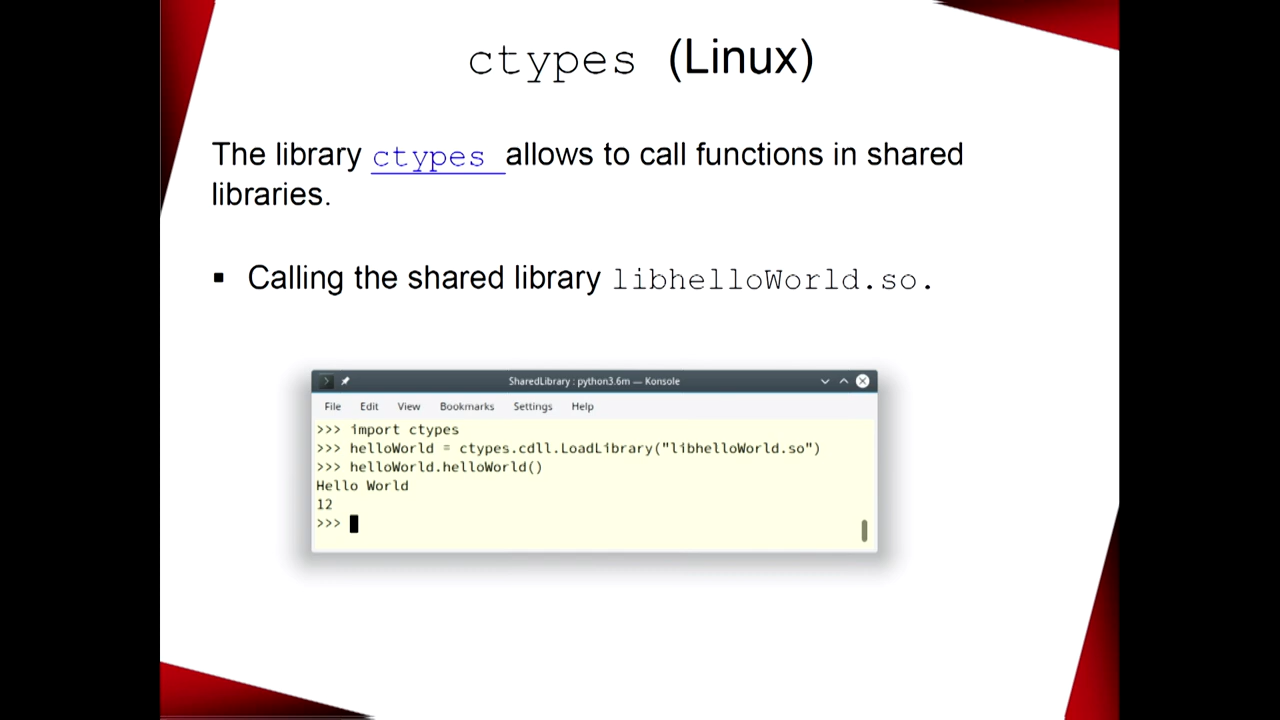 ctypes (Linux)
The library ctypes allows to call functions in shared
libraries.
▪ Calling the shared library libhelloWorld.so.
SharedLibrary : python3.6m — Konsole
File Edit View Bookmarks Settings Help
>>> import ctypes
>>> helloWorld = ctypes.cdll.LoadLibrary("libhelloWorld.so")
>>> helloWorld.helloWorld()
Hello World
12
>>>